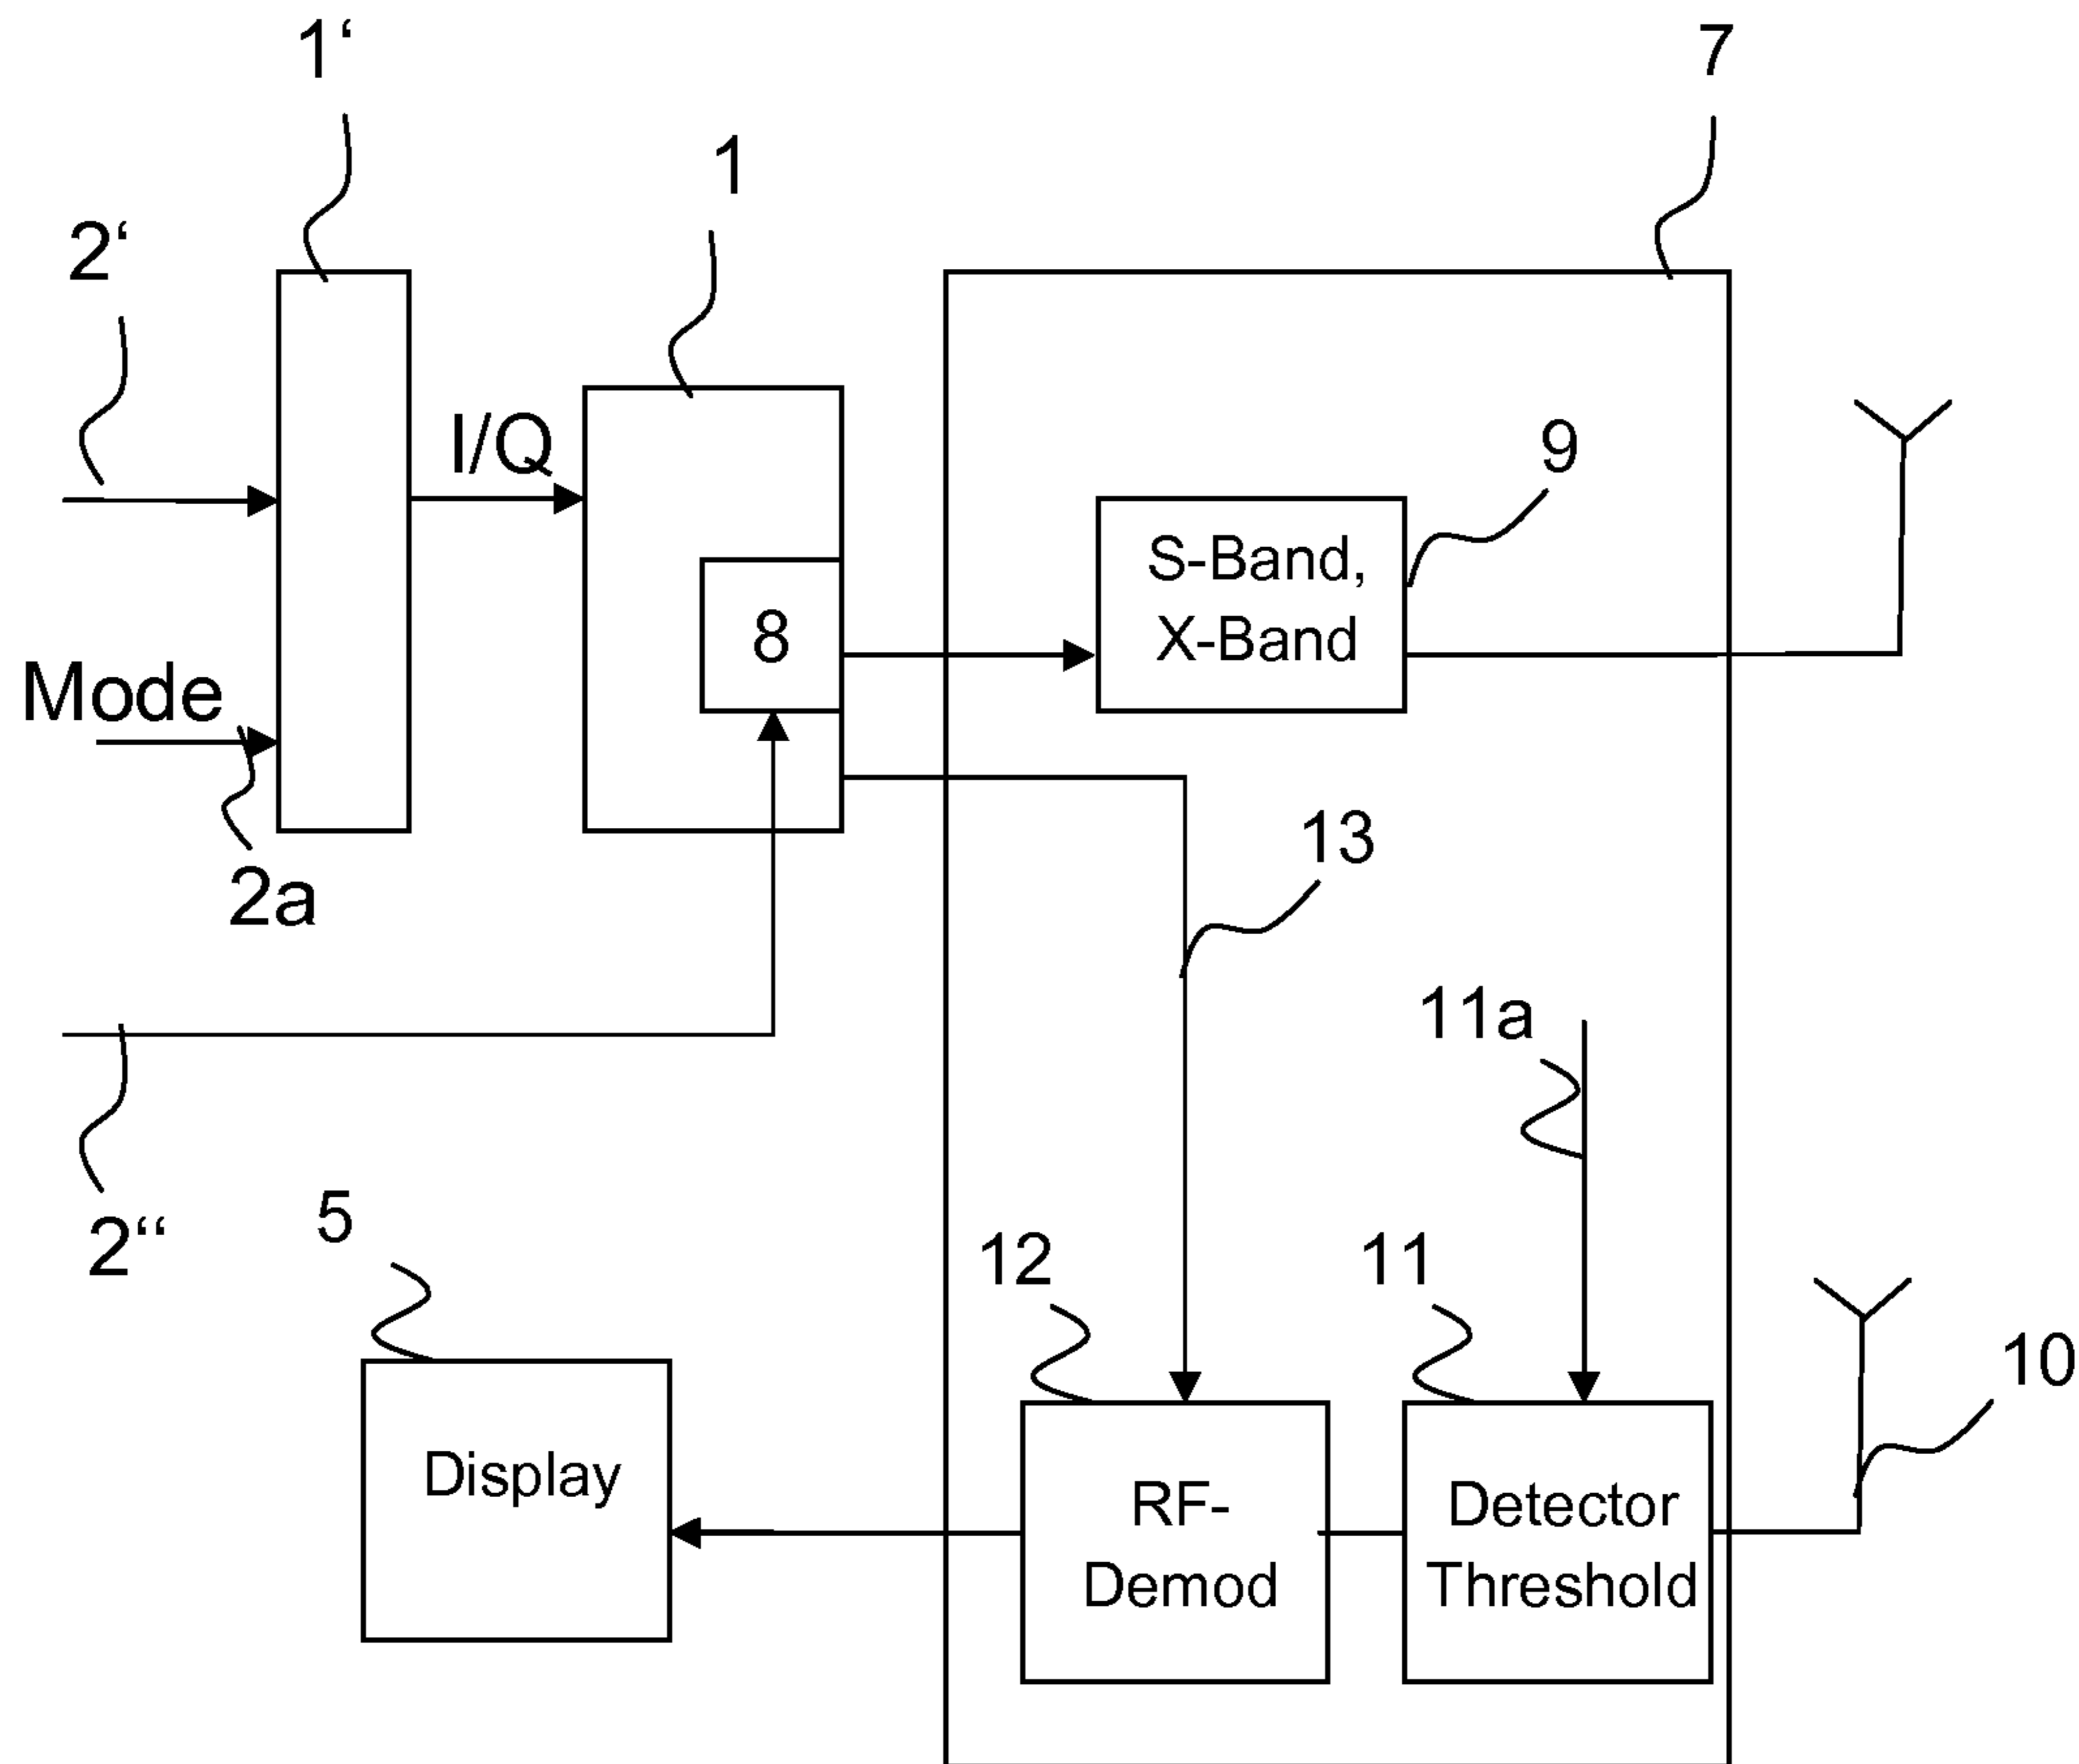 1‘
7
1
2‘
I/Q
9
S-Band,
X-Band
8
Mode
13
2a
11a
5
2“
12
11
10
Display
RF-
Demod
Detector
Threshold